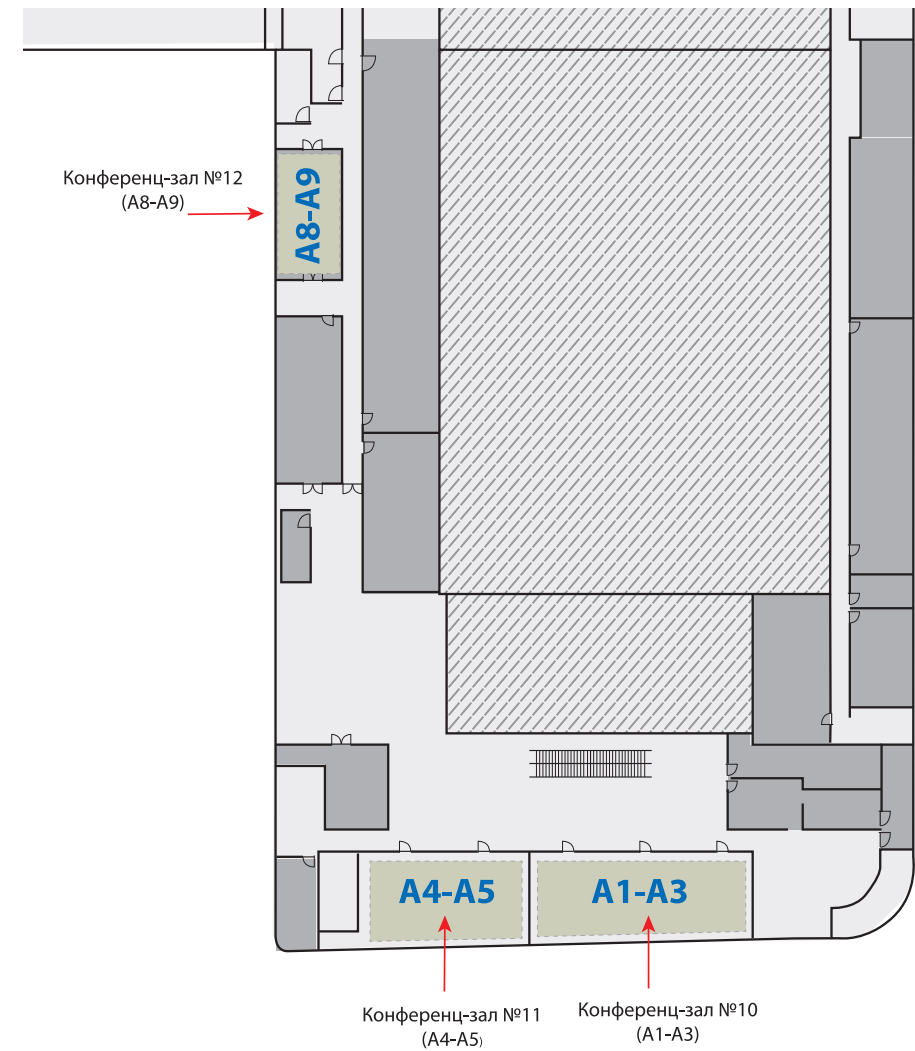 Конференц-зал №12
(А8-А9)
А8-А9
А4-А5
А1-А3
Конференц-зал №11
(А4-А5)
Конференц-зал №10
(А1-А3)